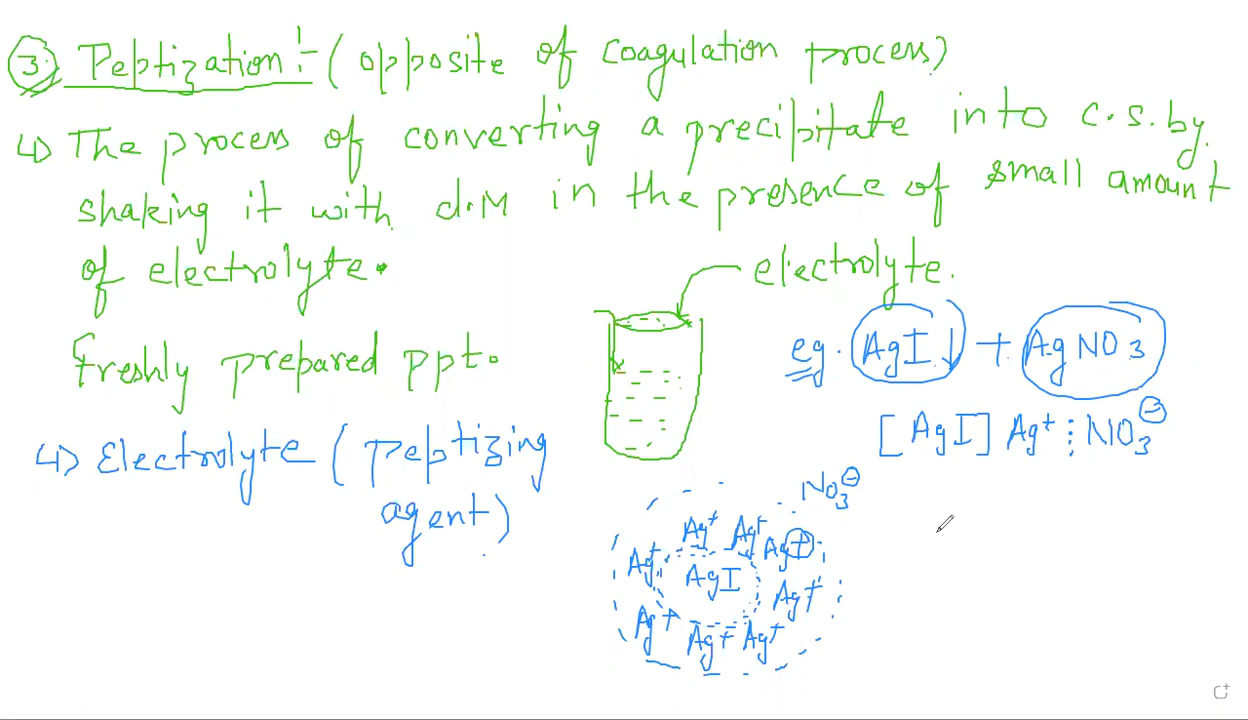 3. Peptization :- (opposite of coagulation process)
↳ The process of converting a precipitate into c.s. by
shaking it with d.M in the presence of small amount
of electrolyte.
electrolyte.
Freshly prepared ppt.
eg. AgI↓ + AgNO3
[AgI] Ag+ ⋮ NO3⊖
↳ Electrolyte (peptizing
agent)
NO3⊖
Ag+ Ag+ Ag+
Ag+ AgI Ag+
Ag+ Ag+ Ag+